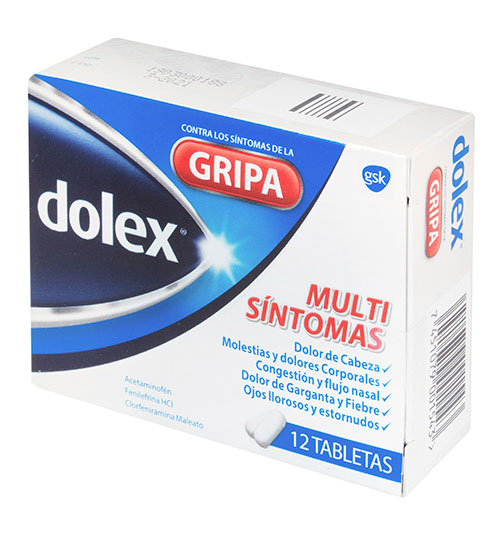 CONTRA LOS SÍNTOMAS DE LA
GRIPA
dolex®
gsk
MULTI
SÍNTOMAS
Dolor de Cabeza ✓
Molestias y dolores Corporales ✓
Congestión y flujo nasal ✓
Dolor de Garganta y Fiebre ✓
Ojos llorosos y estornudos ✓
Acetaminofén
Fenilefrina HCl
Clorfeniramina Maleato
12 TABLETAS
dolex®
GRIPA